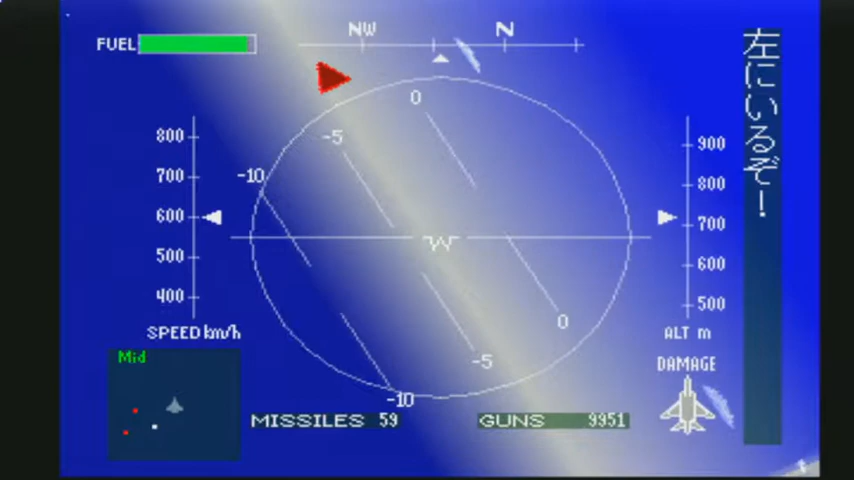 NW N
FUEL
左にいるぞ！
0
-5
-10
800
700
600
500
400
900
800
700
600
500
0
-5
-10
SPEED km/h
ALT m
Mid
DAMAGE
MISSILES 59
GUNS 9951